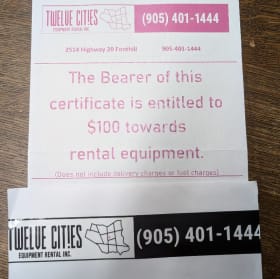 TWELVE CITIES
EQUIPMENT RENTAL INC.
(905) 401-1444
2514 Highway 20 Fonthill 905-401-1444
The Bearer of this
certificate is entitled to
$100 towards
rental equipment.
(Does not include delivery charges or fuel charges)
TWELVE CITIES
EQUIPMENT RENTAL INC.
(905) 401-1444